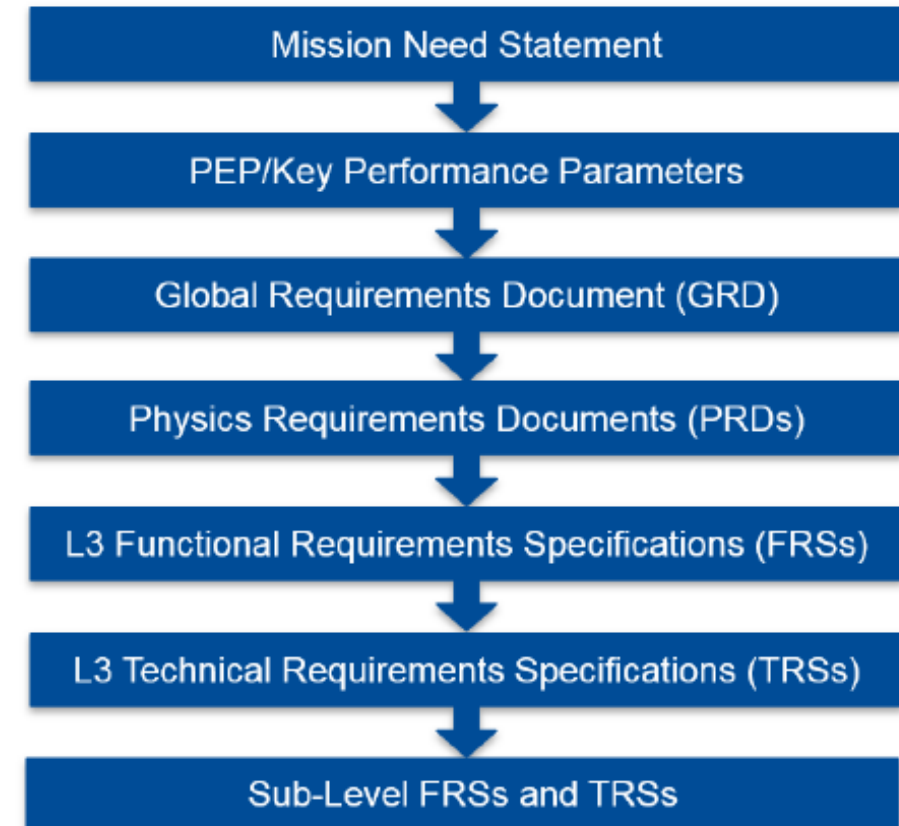 Mission Need Statement
PEP/Key Performance Parameters
Global Requirements Document (GRD)
Physics Requirements Documents (PRDs)
L3 Functional Requirements Specifications (FRSs)
L3 Technical Requirements Specifications (TRSs)
Sub-Level FRSs and TRSs